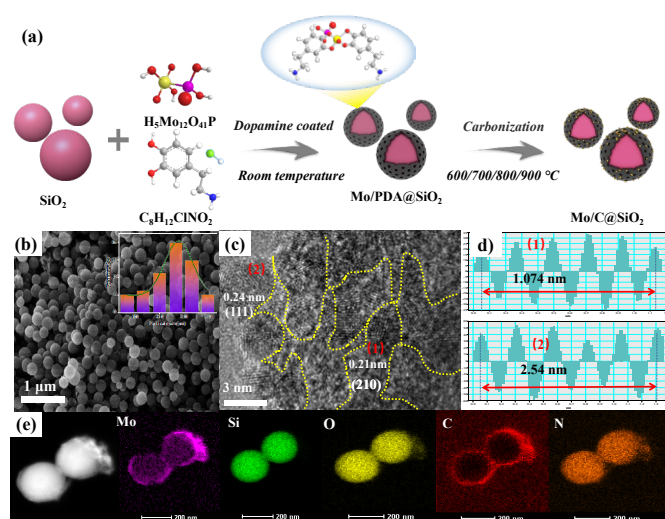 (a)
H5Mo12O41P
SiO2
C8H12ClNO2
Dopamine coated
Room temperature
Mo/PDA@SiO2
Carbonization
600/700/800/900 °C
Mo/C@SiO2
(b)
1 μm
(c)
(2)
0.24 nm
(111)
0.21nm
(210)
3 nm
(d)
(1)
1.074 nm
(2)
2.54 nm
(e)
Mo
Si
O
C
N
200 nm
200 nm
200 nm
200 nm
200 nm